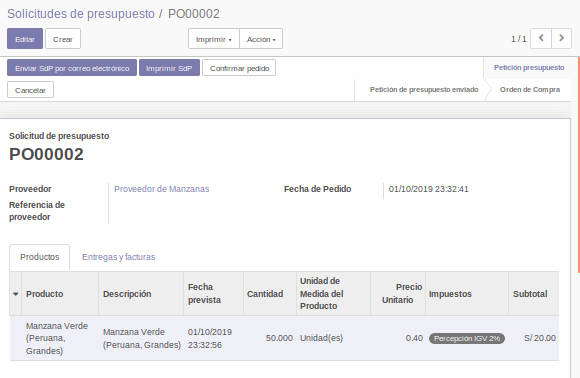 Solicitudes de presupuesto / PO00002
Editar Crear Imprimir Acción 1 / 1
Enviar SdP por correo electrónico Imprimir SdP Confirmar pedido Petición presupuesto
Cancelar Petición de presupuesto enviado Orden de Compra
Solicitud de presupuesto
PO00002
Proveedor Proveedor de Manzanas Fecha de Pedido 01/10/2019 23:32:41
Referencia de
proveedor
Productos Entregas y facturas
Producto Descripción Fecha
prevista Cantidad Unidad de
Medida del
Producto Precio
Unitario Impuestos Subtotal
Manzana Verde
(Peruana,
Grandes) Manzana Verde
(Peruana, Grandes) 01/10/2019
23:32:56 50.000 Unidad(es) 0.40 Percepción IGV 2% S/ 20.00